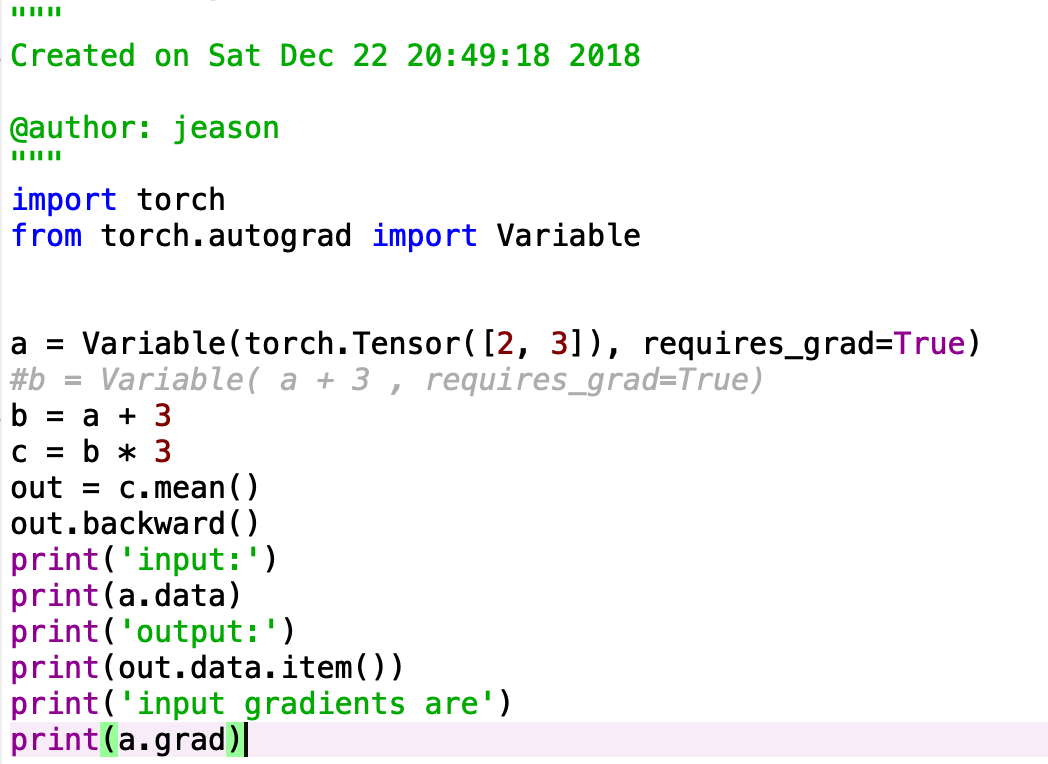 """
Created on Sat Dec 22 20:49:18 2018
@author: jeason
"""
import torch
from torch.autograd import Variable
a = Variable(torch.Tensor([2, 3]), requires_grad=True)
#b = Variable( a + 3 , requires_grad=True)
b = a + 3
c = b * 3
out = c.mean()
out.backward()
print('input:')
print(a.data)
print('output:')
print(out.data.item())
print('input gradients are')
print(a.grad)